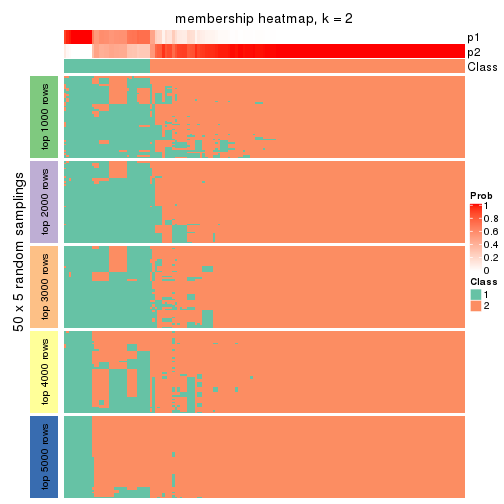 membership heatmap, k = 2
p1
p2
Class
50 x 5 random samplings
top 1000 rows
top 2000 rows
top 3000 rows
top 4000 rows
top 5000 rows
Prob
1
0.8
0.6
0.4
0.2
0
Class
1
2